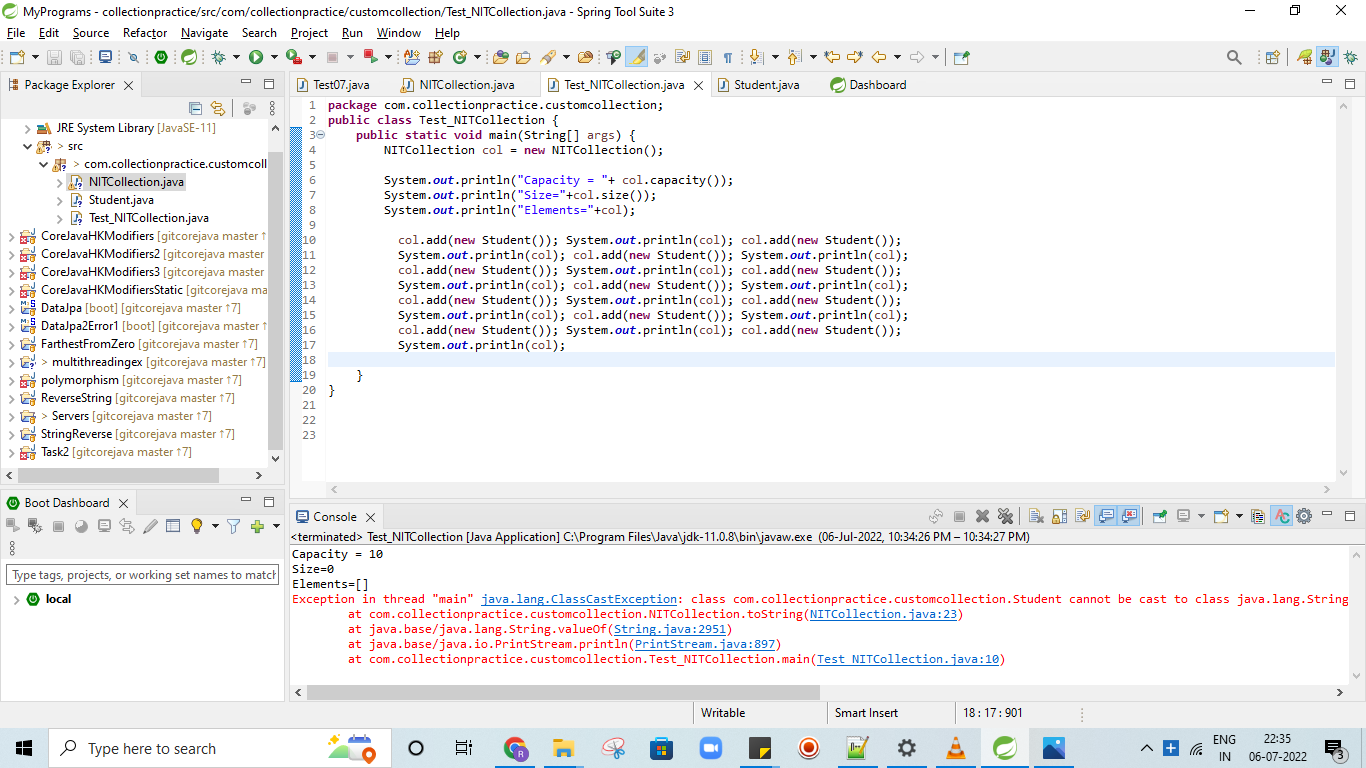 MyPrograms - collectionpractice/src/com/collectionpractice/customcollection/Test_NITCollection.java - Spring Tool Suite 3
File Edit Source Refactor Navigate Search Project Run Window Help
Package Explorer
JRE System Library [JavaSE-11]
> src
> com.collectionpractice.customcoll
NITCollection.java
Student.java
Test_NITCollection.java
CoreJavaHKModifiers [gitcorejava master ↑
CoreJavaHKModifiers2 [gitcorejava master
CoreJavaHKModifiers3 [gitcorejava master
CoreJavaHKModifiersStatic [gitcorejava ma
DataJpa [boot] [gitcorejava master ↑7]
DataJpa2Error1 [boot] [gitcorejava master ↑
FarthestFromZero [gitcorejava master ↑7]
> multithreadingex [gitcorejava master ↑7]
polymorphism [gitcorejava master ↑7]
ReverseString [gitcorejava master ↑7]
> Servers [gitcorejava master ↑7]
StringReverse [gitcorejava master ↑7]
Task2 [gitcorejava master ↑7]
Boot Dashboard
Type tags, projects, or working set names to match
local
Test07.java NITCollection.java Test_NITCollection.java Student.java Dashboard
1 package com.collectionpractice.customcollection;
2 public class Test_NITCollection {
3 public static void main(String[] args) {
4 NITCollection col = new NITCollection();
5
6 System.out.println("Capacity = "+ col.capacity());
7 System.out.println("Size="+col.size());
8 System.out.println("Elements="+col);
9
10 col.add(new Student()); System.out.println(col); col.add(new Student());
11 System.out.println(col); col.add(new Student()); System.out.println(col);
12 col.add(new Student()); System.out.println(col); col.add(new Student());
13 System.out.println(col); col.add(new Student()); System.out.println(col);
14 col.add(new Student()); System.out.println(col); col.add(new Student());
15 System.out.println(col); col.add(new Student()); System.out.println(col);
16 col.add(new Student()); System.out.println(col); col.add(new Student());
17 System.out.println(col);
18
19 }
20 }
21
22
23
Console
<terminated> Test_NITCollection [Java Application] C:\Program Files\Java\jdk-11.0.8\bin\javaw.exe (06-Jul-2022, 10:34:26 PM – 10:34:27 PM)
Capacity = 10
Size=0
Elements=[]
Exception in thread "main" java.lang.ClassCastException: class com.collectionpractice.customcollection.Student cannot be cast to class java.lang.String
at com.collectionpractice.customcollection.NITCollection.toString(NITCollection.java:23)
at java.base/java.lang.String.valueOf(String.java:2951)
at java.base/java.io.PrintStream.println(PrintStream.java:897)
at com.collectionpractice.customcollection.Test_NITCollection.main(Test_NITCollection.java:10)
Writable Smart Insert 18 : 17 : 901
Type here to search
ENG
IN
22:35
06-07-2022
3